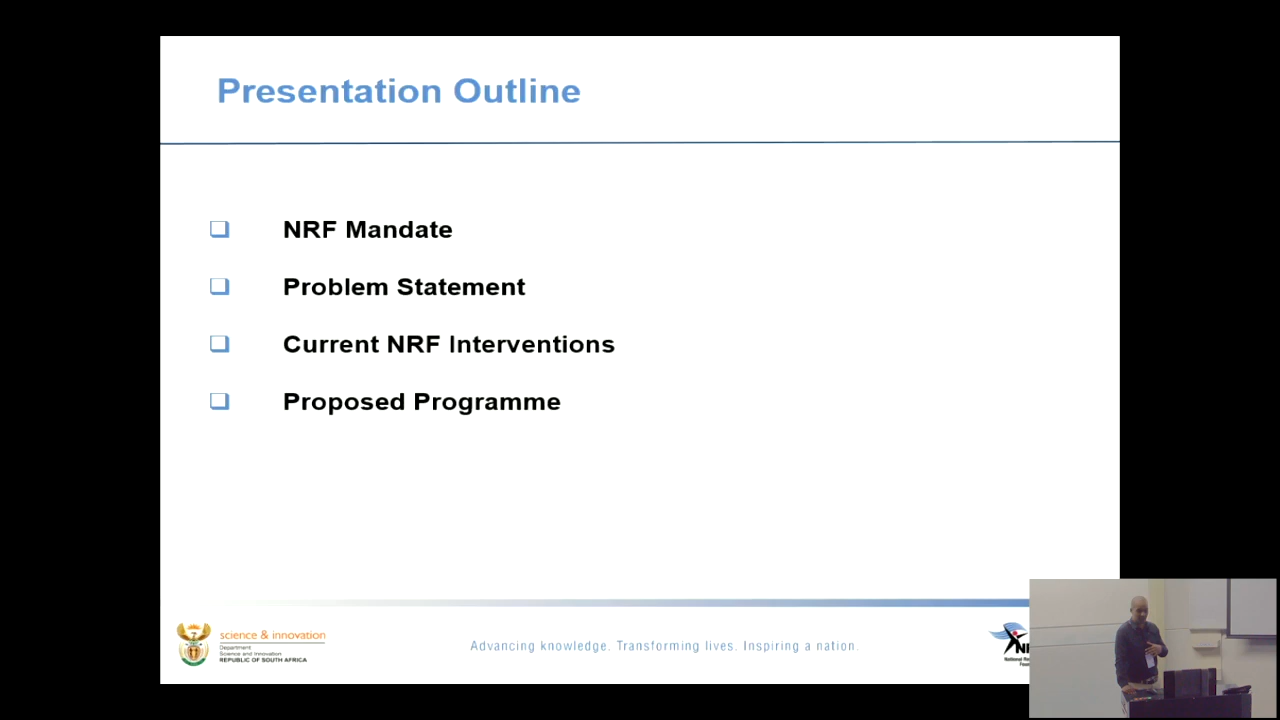 Presentation Outline
NRF Mandate
Problem Statement
Current NRF Interventions
Proposed Programme
science & innovation
Department
Science and Innovation
REPUBLIC OF SOUTH AFRICA
Advancing knowledge. Transforming lives. Inspiring a nation.
National